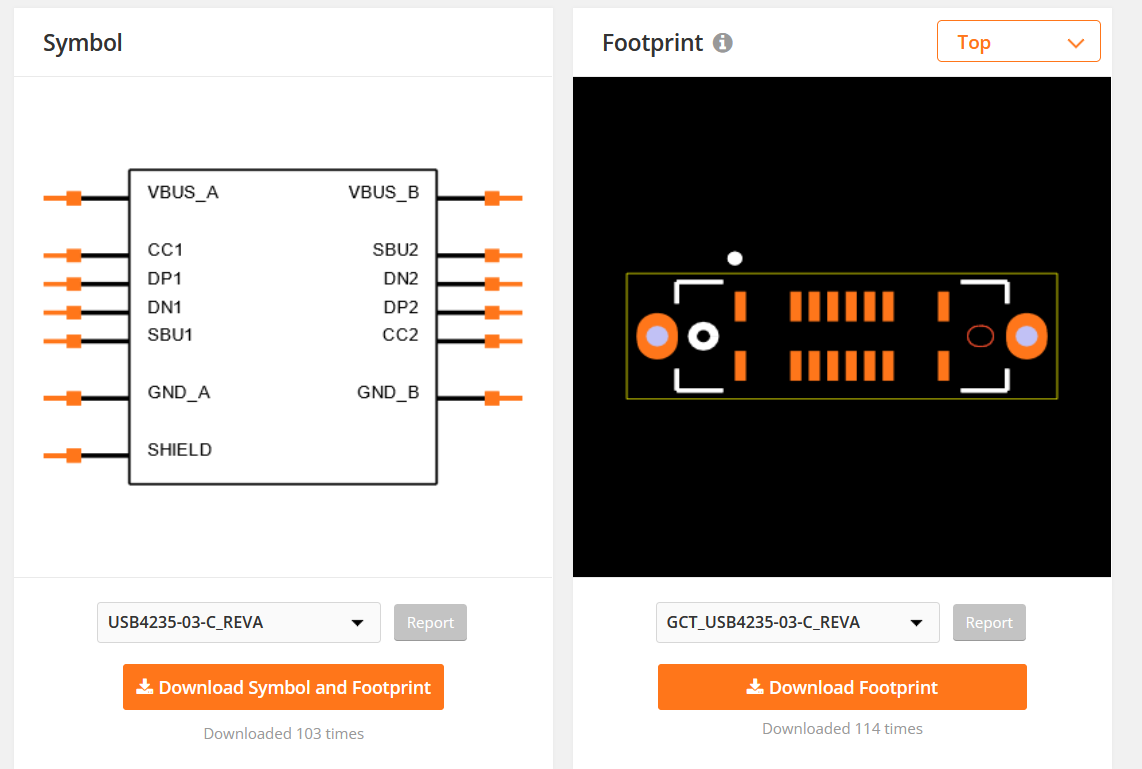 Symbol
Footprint
Top
VBUS_A VBUS_B
CC1 SBU2
DP1 DN2
DN1 DP2
SBU1 CC2
GND_A GND_B
SHIELD
USB4235-03-C_REVA
Report
GCT_USB4235-03-C_REVA
Report
Download Symbol and Footprint
Download Footprint
Downloaded 103 times
Downloaded 114 times